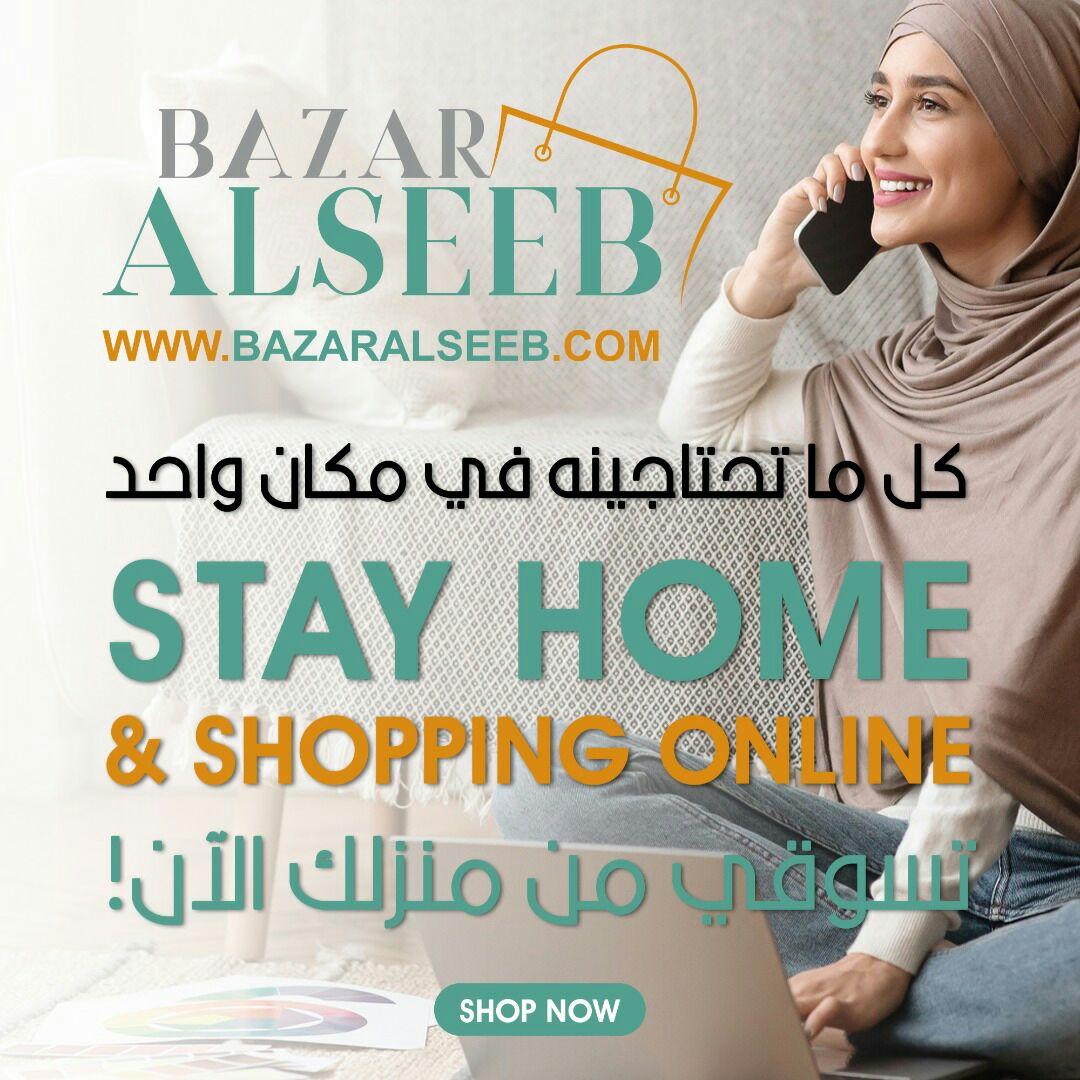 BAZAR
ALSEEB
WWW.BAZARALSEEB.COM
كل ما تحتاجينه في مكان واحد
STAY HOME
& SHOPPING ONLINE
تسوقي من منزلك الآن!
SHOP NOW